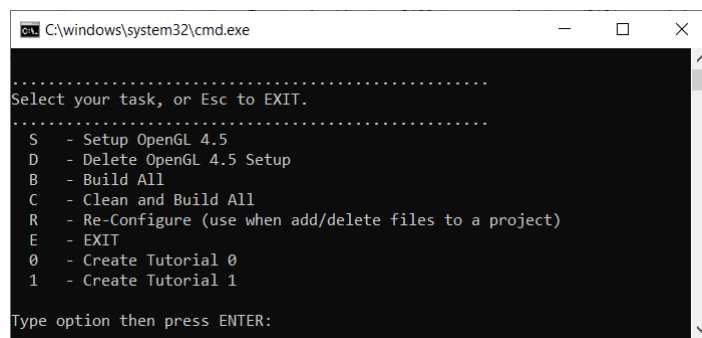 C:\windows\system32\cmd.exe
.....................................................
Select your task, or Esc to EXIT.
.....................................................
S - Setup OpenGL 4.5
D - Delete OpenGL 4.5 Setup
B - Build All
C - Clean and Build All
R - Re-Configure (use when add/delete files to a project)
E - EXIT
0 - Create Tutorial 0
1 - Create Tutorial 1
Type option then press ENTER: